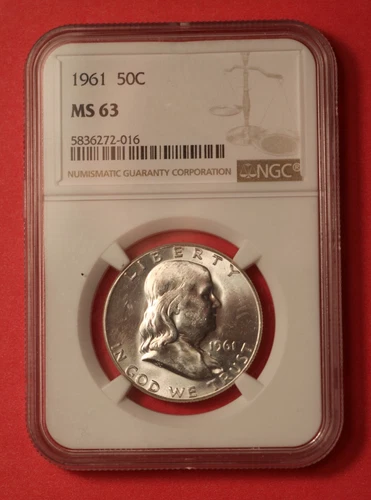 1961 50C
MS 63
5836272-016
NUMISMATIC GUARANTY CORPORATION
NGC®
LIBERTY
1961
IN GOD WE TRUST